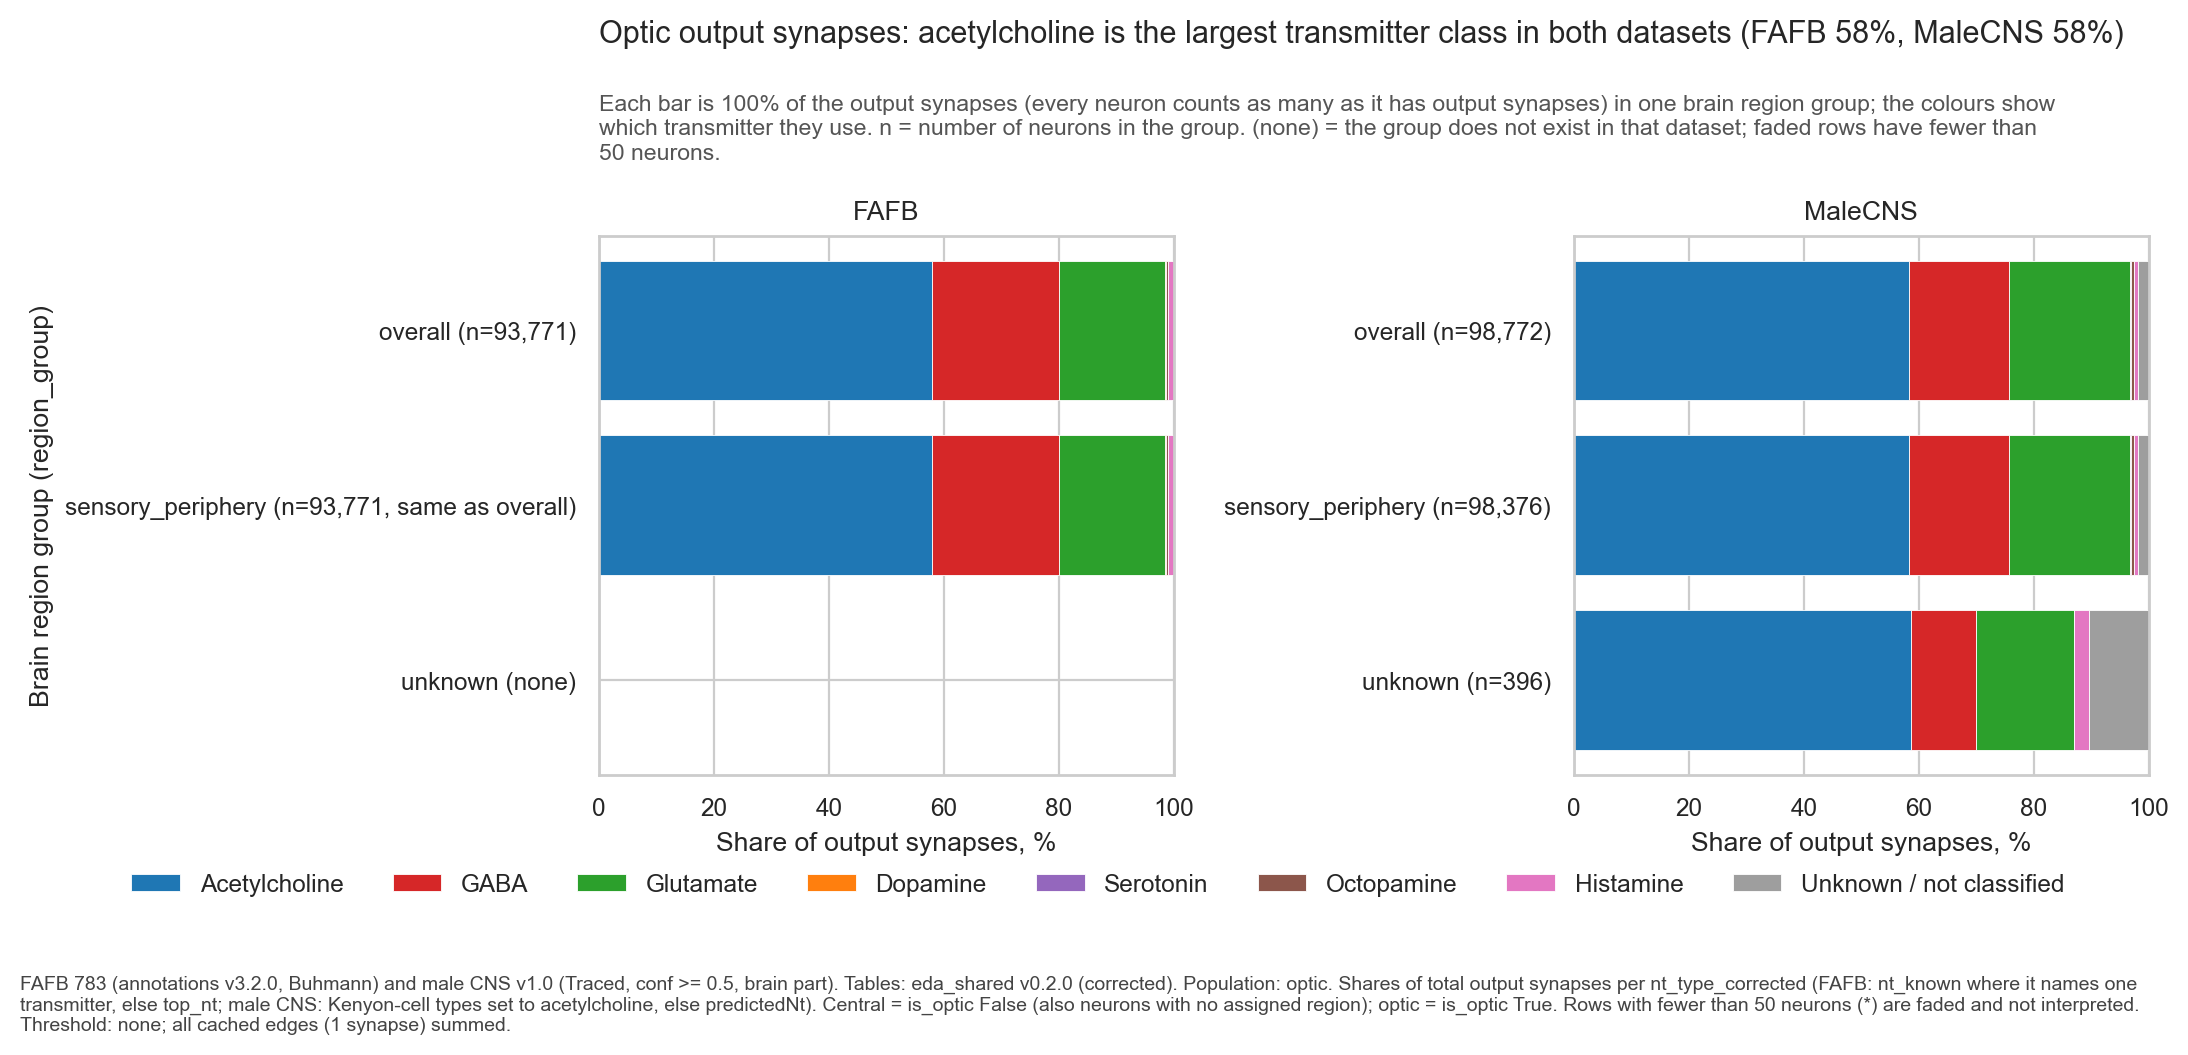 Optic output synapses: acetylcholine is the largest transmitter class in both datasets (FAFB 58%, MaleCNS 58%)
Each bar is 100% of the output synapses (every neuron counts as many as it has output synapses) in one brain region group; the colours show
which transmitter they use. n = number of neurons in the group. (none) = the group does not exist in that dataset; faded rows have fewer than
50 neurons.
FAFB
MaleCNS
Brain region group (region_group)
overall (n=93,771)
sensory_periphery (n=93,771, same as overall)
unknown (none)
overall (n=98,772)
sensory_periphery (n=98,376)
unknown (n=396)
0 20 40 60 80 100
0 20 40 60 80 100
Share of output synapses, %
Share of output synapses, %
Acetylcholine GABA Glutamate Dopamine Serotonin Octopamine Histamine Unknown / not classified
FAFB 783 (annotations v3.2.0, Buhmann) and male CNS v1.0 (Traced, conf >= 0.5, brain part). Tables: eda_shared v0.2.0 (corrected). Population: optic. Shares of total output synapses per nt_type_corrected (FAFB: nt_known where it names one
transmitter, else top_nt; male CNS: Kenyon-cell types set to acetylcholine, else predictedNt). Central = is_optic False (also neurons with no assigned region); optic = is_optic True. Rows with fewer than 50 neurons (*) are faded and not interpreted.
Threshold: none; all cached edges (1 synapse) summed.